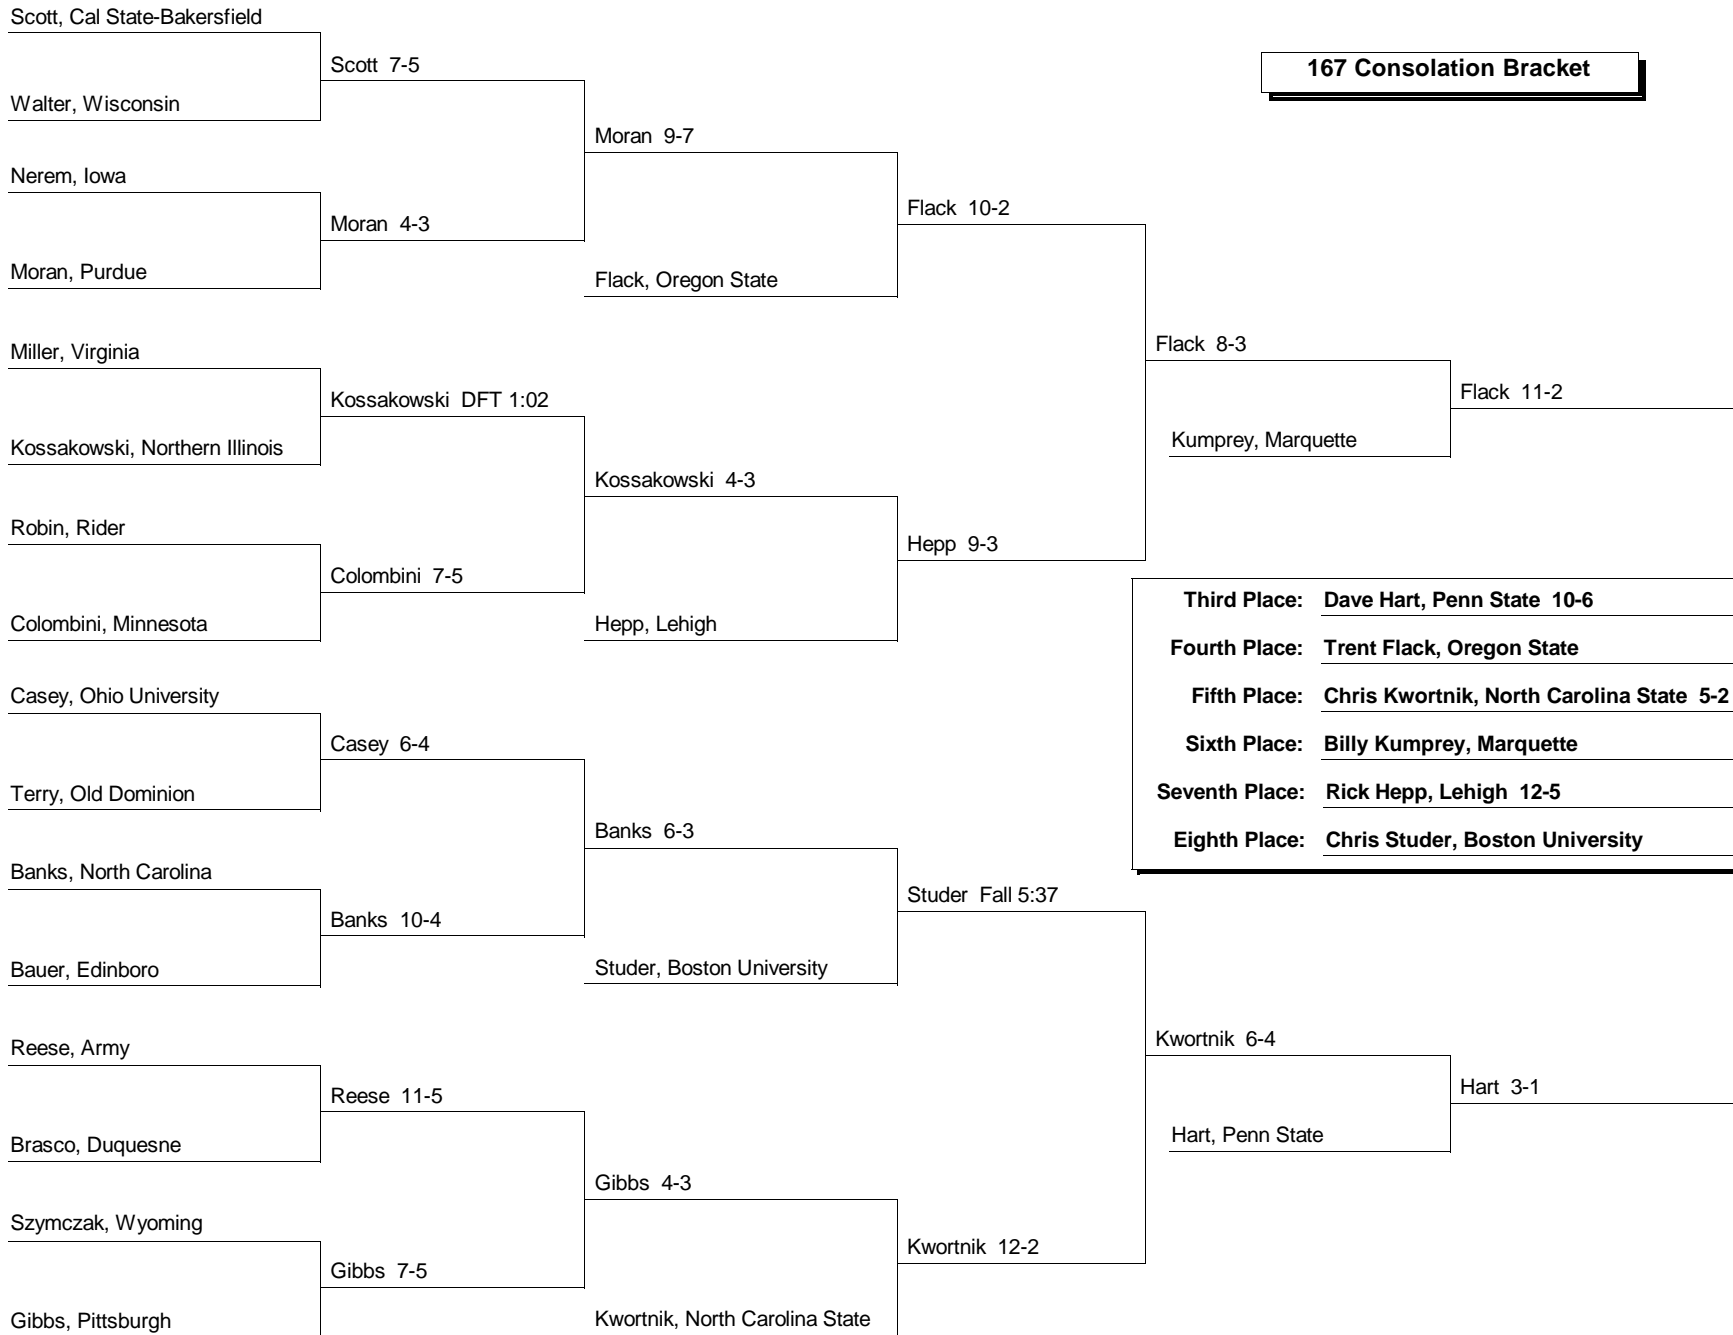 Scott, Cal State-Bakersfield
Scott 7-5
167 Consolation Bracket
Walter, Wisconsin
Moran 9-7
Nerem, Iowa
Flack 10-2
Moran 4-3
Moran, Purdue
Flack, Oregon State
Flack 8-3
Miller, Virginia
Flack 11-2
Kossakowski DFT 1:02
Kumprey, Marquette
Kossakowski, Northern Illinois
Kossakowski 4-3
Robin, Rider
Hepp 9-3
Colombini 7-5
Third Place: Dave Hart, Penn State 10-6
Colombini, Minnesota
Hepp, Lehigh
Fourth Place: Trent Flack, Oregon State
Casey, Ohio University
Fifth Place: Chris Kwortnik, North Carolina State 5-2
Casey 6-4
Sixth Place: Billy Kumprey, Marquette
Terry, Old Dominion
Seventh Place: Rick Hepp, Lehigh 12-5
Banks 6-3
Eighth Place: Chris Studer, Boston University
Banks, North Carolina
Studer Fall 5:37
Banks 10-4
Bauer, Edinboro
Studer, Boston University
Kwortnik 6-4
Reese, Army
Hart 3-1
Reese 11-5
Hart, Penn State
Brasco, Duquesne
Gibbs 4-3
Szymczak, Wyoming
Kwortnik 12-2
Gibbs 7-5
Gibbs, Pittsburgh
Kwortnik, North Carolina State